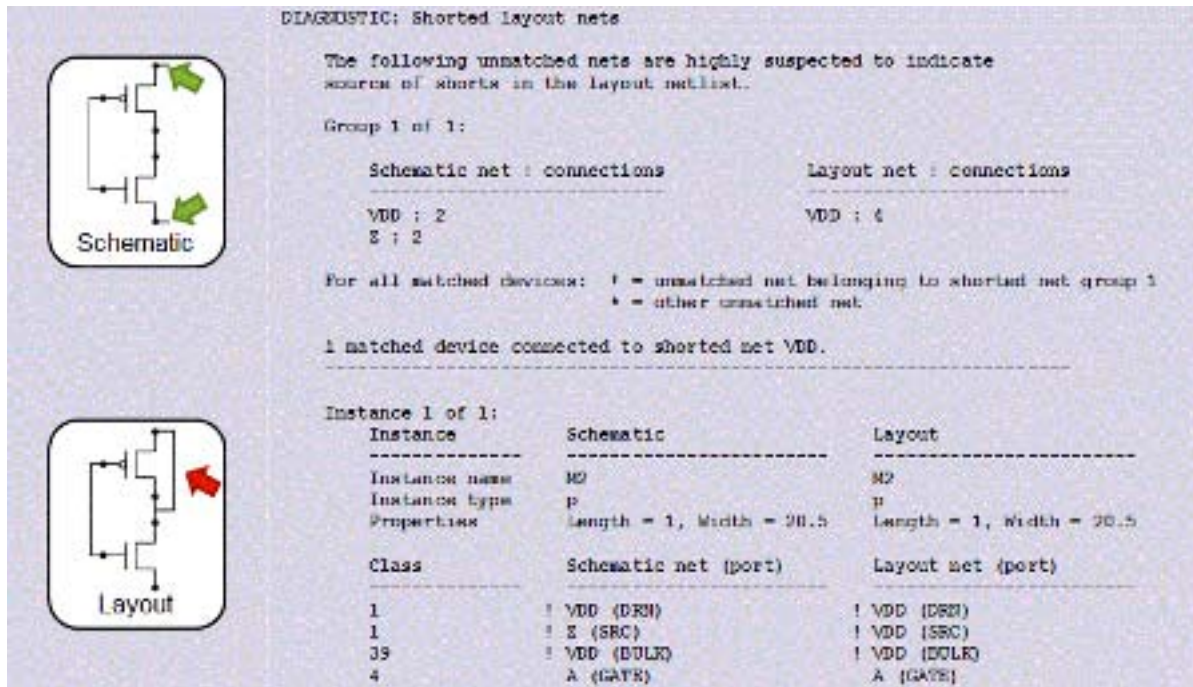 DIAGNOSTIC: Shorted layout nets
The following unmatched nets are highly suspected to indicate
source of shorts in the layout netlist.
Group 1 of 1:
Schematic net : connections Layout net : connections
VDD : 2 VDD : 4
Z : 2
For all matched devices: ! = unmatched net belonging to shorted net group 1
* = other unmatched net
1 matched device connected to shorted net VDD.
Instance 1 of 1:
Instance Schematic Layout
Instance name M2 M2
Instance type p p
Properties Length = 1, Width = 20.5 Length = 1, Width = 20.5
Class Schematic net (port) Layout net (port)
1 ! VDD (DRN) ! VDD (DRN)
1 ! Z (SRC) ! VDD (SRC)
39 ! VDD (BULK) ! VDD (BULK)
4 A (GATE) A (GATE)
Schematic
Layout